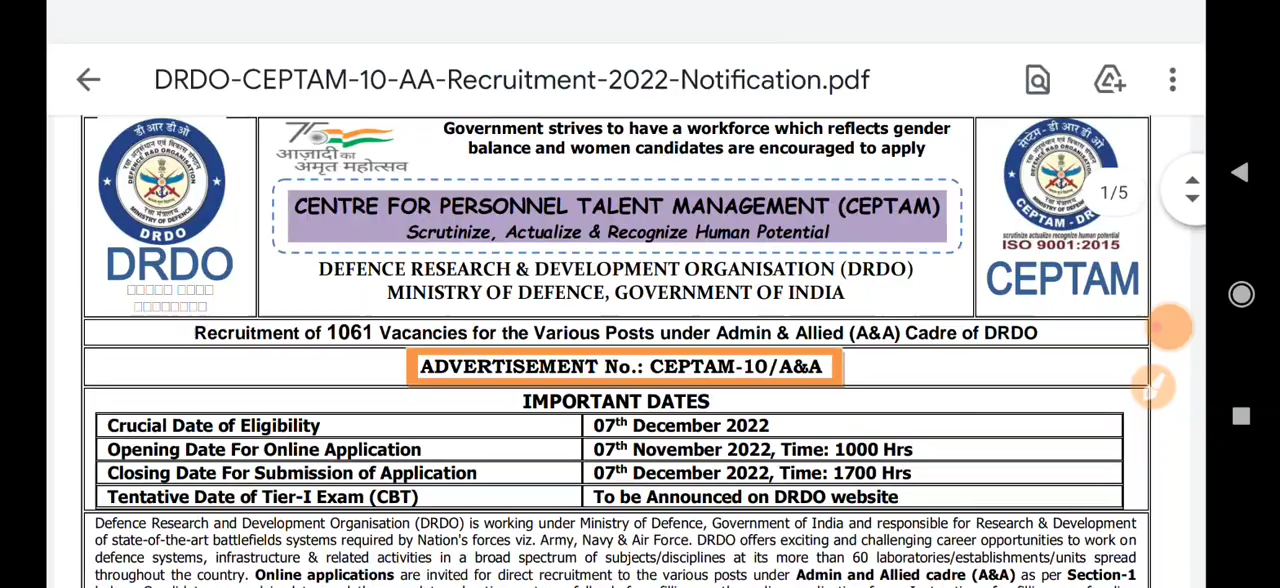 DRDO-CEPTAM-10-AA-Recruitment-2022-Notification.pdf
डी आर डी ओ
DEFENCE R&D ORGANISATION
MINISTRY OF DEFENCE
DRDO
DRDO
आज़ादी का
अमृत महोत्सव
Government strives to have a workforce which reflects gender
balance and women candidates are encouraged to apply
CENTRE FOR PERSONNEL TALENT MANAGEMENT (CEPTAM)
Scrutinize, Actualize & Recognize Human Potential
DEFENCE RESEARCH & DEVELOPMENT ORGANISATION (DRDO)
MINISTRY OF DEFENCE, GOVERNMENT OF INDIA
CEPTAM-DR
scrutinize actualize recognize human potential
ISO 9001:2015
CEPTAM
1/5
Recruitment of 1061 Vacancies for the Various Posts under Admin & Allied (A&A) Cadre of DRDO
ADVERTISEMENT No.: CEPTAM-10/A&A
IMPORTANT DATES
Crucial Date of Eligibility 07th December 2022
Opening Date For Online Application 07th November 2022, Time: 1000 Hrs
Closing Date For Submission of Application 07th December 2022, Time: 1700 Hrs
Tentative Date of Tier-I Exam (CBT) To be Announced on DRDO website
Defence Research and Development Organisation (DRDO) is working under Ministry of Defence, Government of India and responsible for Research & Development
of state-of-the-art battlefields systems required by Nation's forces viz. Army, Navy & Air Force. DRDO offers exciting and challenging career opportunities to work on
defence systems, infrastructure & related activities in a broad spectrum of subjects/disciplines at its more than 60 laboratories/establishments/units spread
throughout the country. Online applications are invited for direct recruitment to the various posts under Admin and Allied cadre (A&A) as per Section-1